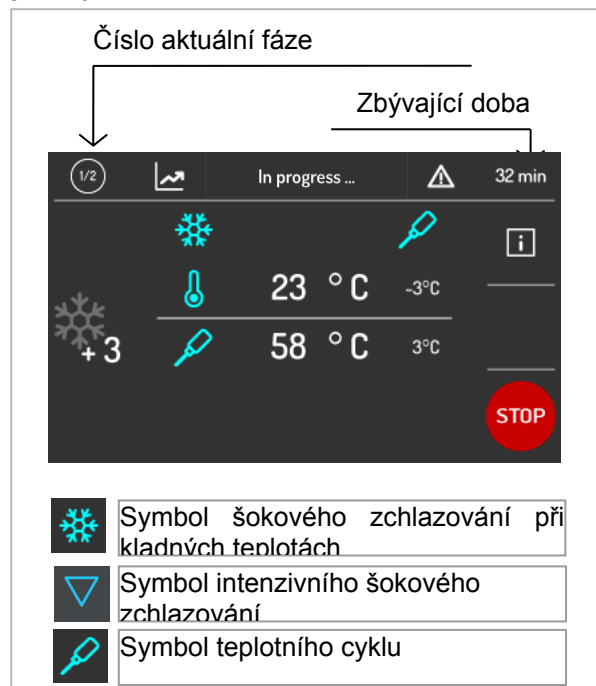 Číslo aktuální fáze
Zbývající doba
1/2
In progress ...
32 min
i
23 °C -3°C
+3
58 °C 3°C
STOP
Symbol šokového zchlazování při
kladných teplotách
Symbol intenzivního šokového
zchlazování
Symbol teplotního cyklu